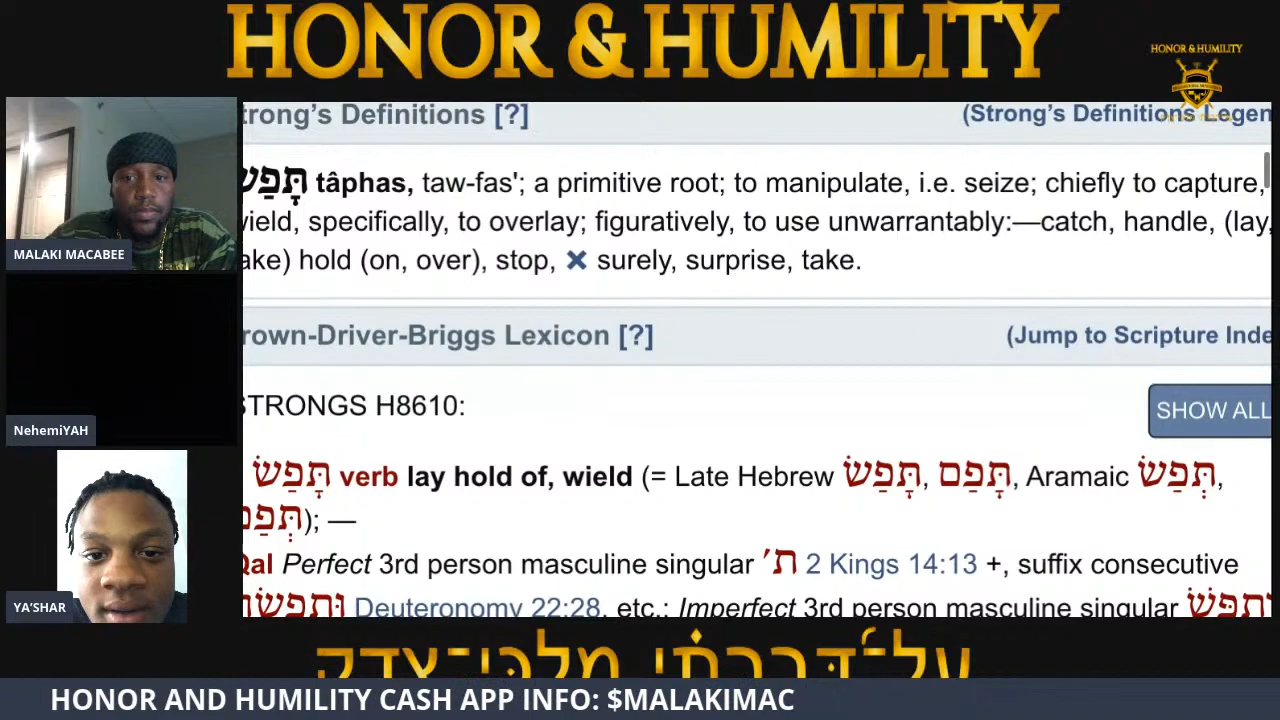 HONOR & HUMILITY
HONOR & HUMILITY
trong's Definitions [?]
(Strong's Definitions Legen
תָּפַשׂ tâphas, taw-fas'; a primitive root; to manipulate, i.e. seize; chiefly to capture,
wield, specifically, to overlay; figuratively, to use unwarrantably:—catch, handle, (lay,
ake) hold (on, over), stop, × surely, surprise, take.
rown-Driver-Briggs Lexicon [?]
(Jump to Scripture Inde
STRONGS H8610:
SHOW ALL
תָּפַשׂ verb lay hold of, wield (= Late Hebrew תָּפַשׂ, תָּפַם, Aramaic תְּפַשׂ,
תְּפַם); —
Qal Perfect 3rd person masculine singular ת׳ 2 Kings 14:13 +, suffix consecutive
Deuteronomy 22:28, etc.; Imperfect 3rd person masculine singular
MALAKI MACABEE
NehemiYAH
YA'SHAR
עַל־דִּבְרָתִי מַלְכִּי־צֶדֶק
HONOR AND HUMILITY CASH APP INFO: $MALAKIMAC